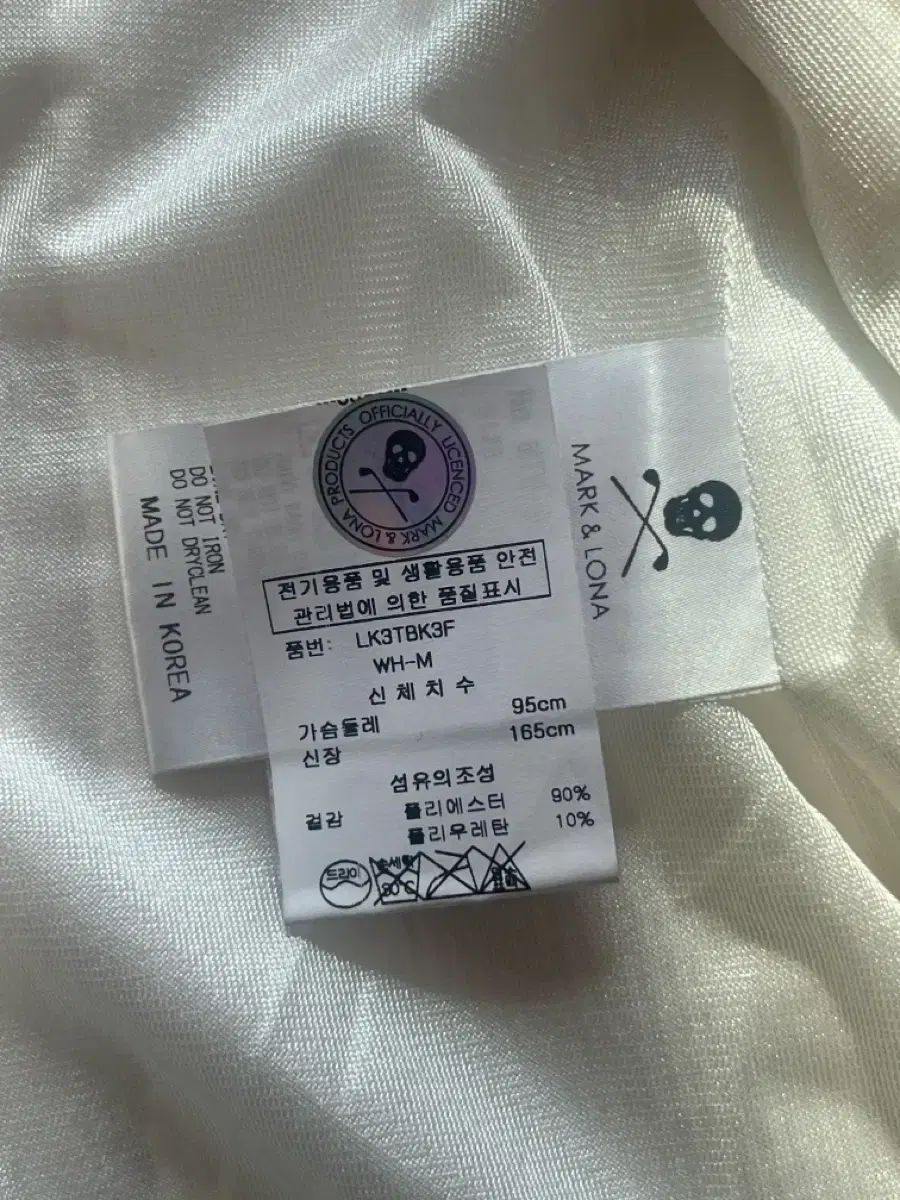 PRODUCTS OFFICIALLY LICENCED MARK & LONA
전기용품 및 생활용품 안전
관리법에 의한 품질표시
품번: LK3TBK3F
WH-M
신체치수
가슴둘레 95cm
신장 165cm
섬유의조성
겉감 폴리에스터 90%
폴리우레탄 10%
드라이
MARK & LONA
DO NOT IRON
DO NOT DRYCLEAN
MADE IN KOREA